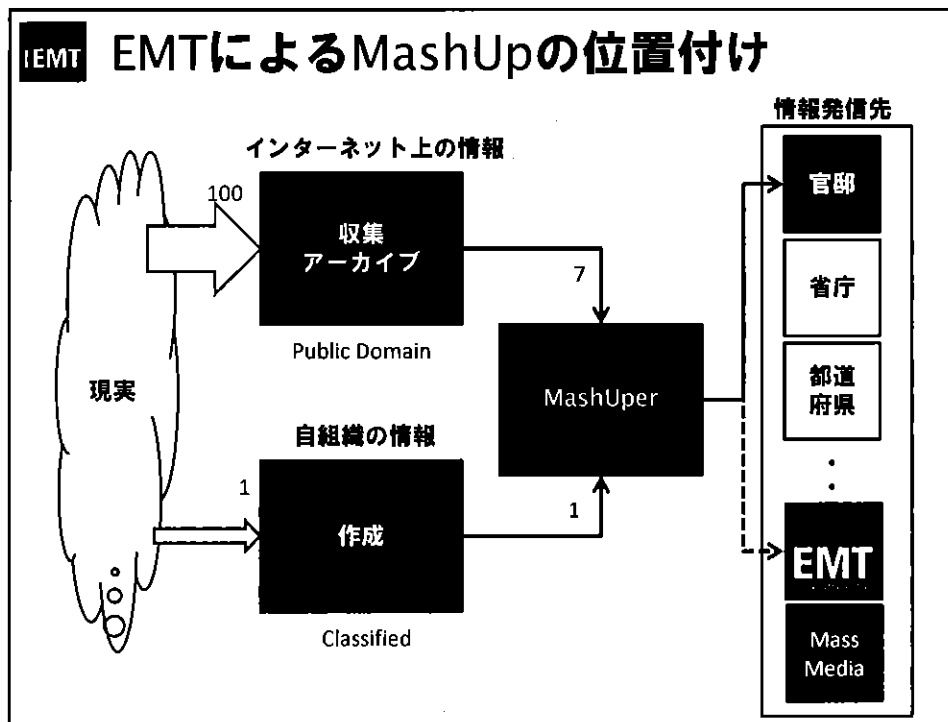 EMT
EMTによるMashUpの位置付け
情報発信先
インターネット上の情報
100
収集
アーカイブ
Public Domain
7
現実
MashUper
自組織の情報
1
作成
Classified
1
官邸
省庁
都道
府県
・
・
EMT
Mass
Media